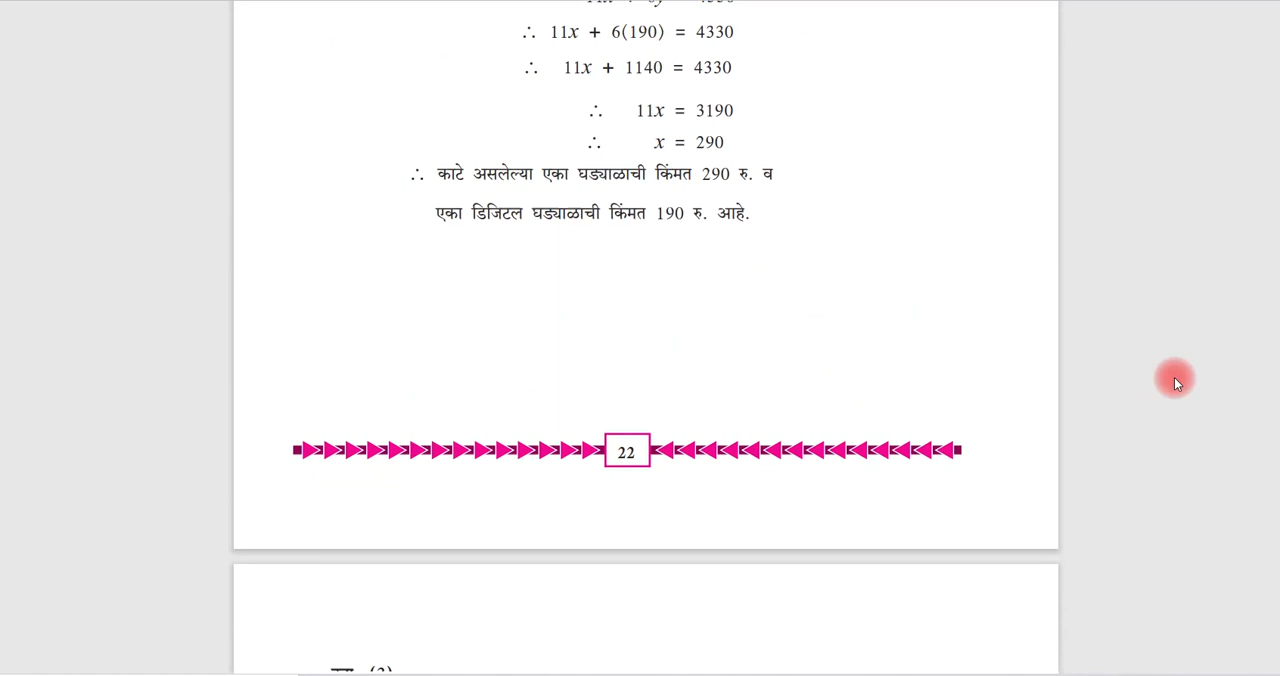 ∴ 11x + 6(190) = 4330
∴ 11x + 1140 = 4330
∴ 11x = 3190
∴ x = 290
∴ काटे असलेल्या एका घड्याळाची किंमत 290 रु. व
एका डिजिटल घड्याळाची किंमत 190 रु. आहे.
22